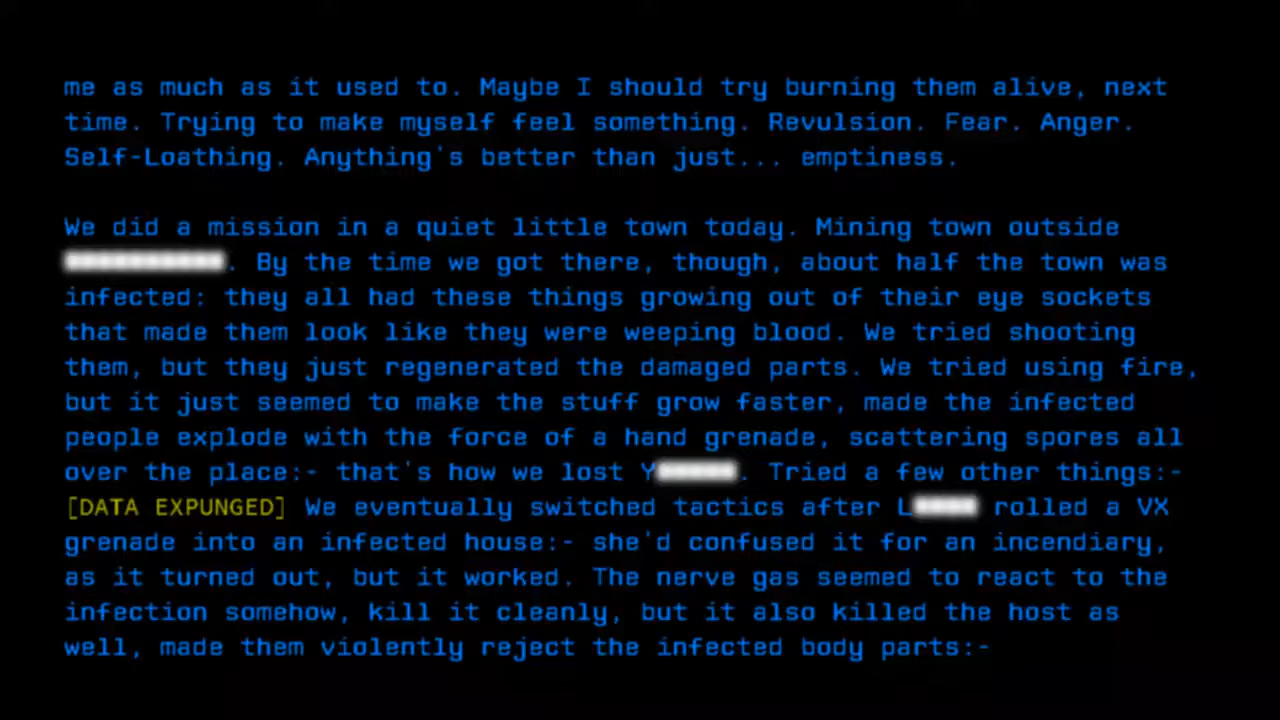 me as much as it used to. Maybe I should try burning them alive, next
time. Trying to make myself feel something. Revulsion. Fear. Anger.
Self-Loathing. Anything's better than just... emptiness.
We did a mission in a quiet little town today. Mining town outside
██████████. By the time we got there, though, about half the town was
infected: they all had these things growing out of their eye sockets
that made them look like they were weeping blood. We tried shooting
them, but they just regenerated the damaged parts. We tried using fire,
but it just seemed to make the stuff grow faster, made the infected
people explode with the force of a hand grenade, scattering spores all
over the place:- that's how we lost Y█████. Tried a few other things:-
[DATA EXPUNGED] We eventually switched tactics after L████ rolled a VX
grenade into an infected house:- she'd confused it for an incendiary,
as it turned out, but it worked. The nerve gas seemed to react to the
infection somehow, kill it cleanly, but it also killed the host as
well, made them violently reject the infected body parts:-